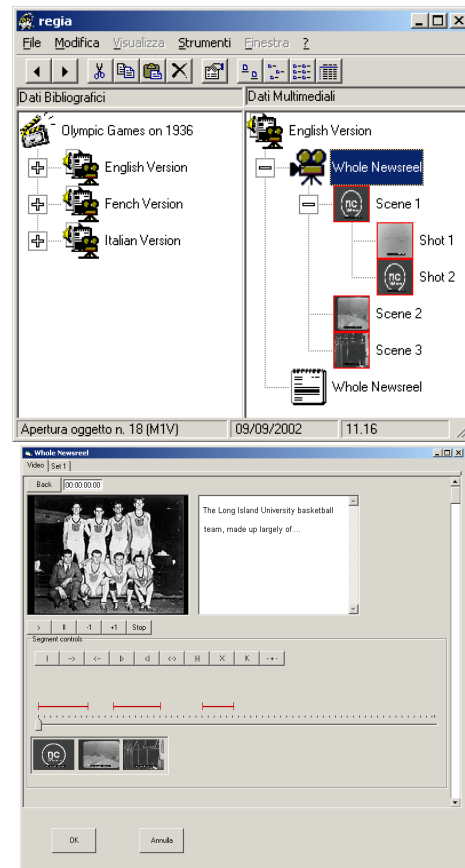 regia
File Modifica Visualizza Strumenti Finestra ?
Dati Bibliografici
Dati Multimediali
Olympic Games on 1936
English Version
Fench Version
Italian Version
English Version
Whole Newsreel
Scene 1
Shot 1
Shot 2
Scene 2
Scene 3
Whole Newsreel
Apertura oggetto n. 18 (M1V) 09/09/2002 11.16
Whole Newsreel
Video Set 1
Back 00:00:00:00
The Long Island University basketball
team, made up largely of ...
> II -1 +1 Stop
Segment controls
| -> <- |> <| <-> H X K -+-
nc
OK Annulla